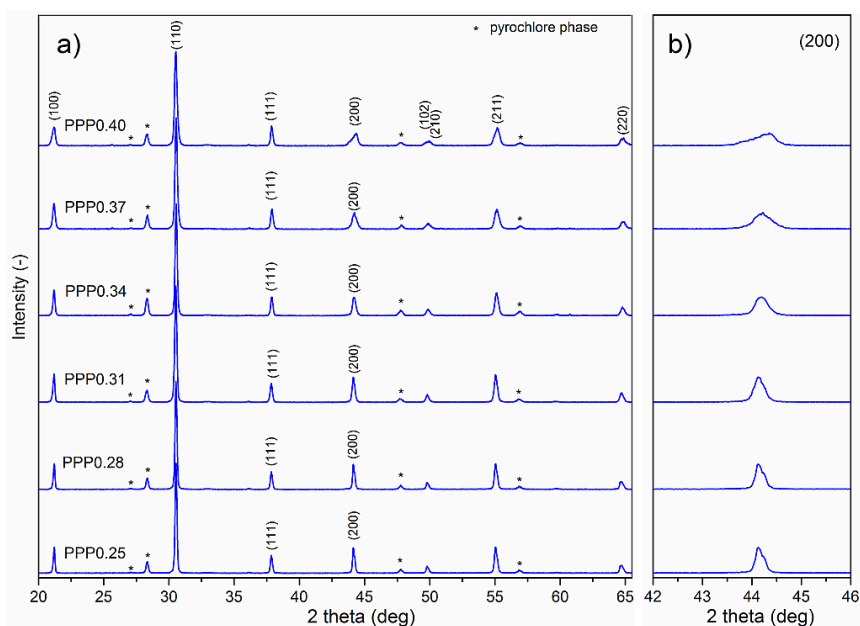 a)
* pyrochlore phase
b)
(200)
(100)
(110)
(111)
(200)
(102)
(210)
(211)
(220)
PPP0.40
* * * *
PPP0.37
(111)
(200)
* * * *
PPP0.34
(111)
(200)
* * * *
PPP0.31
(111)
(200)
* * * *
PPP0.28
(111)
(200)
* * * *
PPP0.25
(111)
(200)
* * * *
Intensity (-)
20 25 30 35 40 45 50 55 60 65
2 theta (deg)
42 43 44 45 46
2 theta (deg)